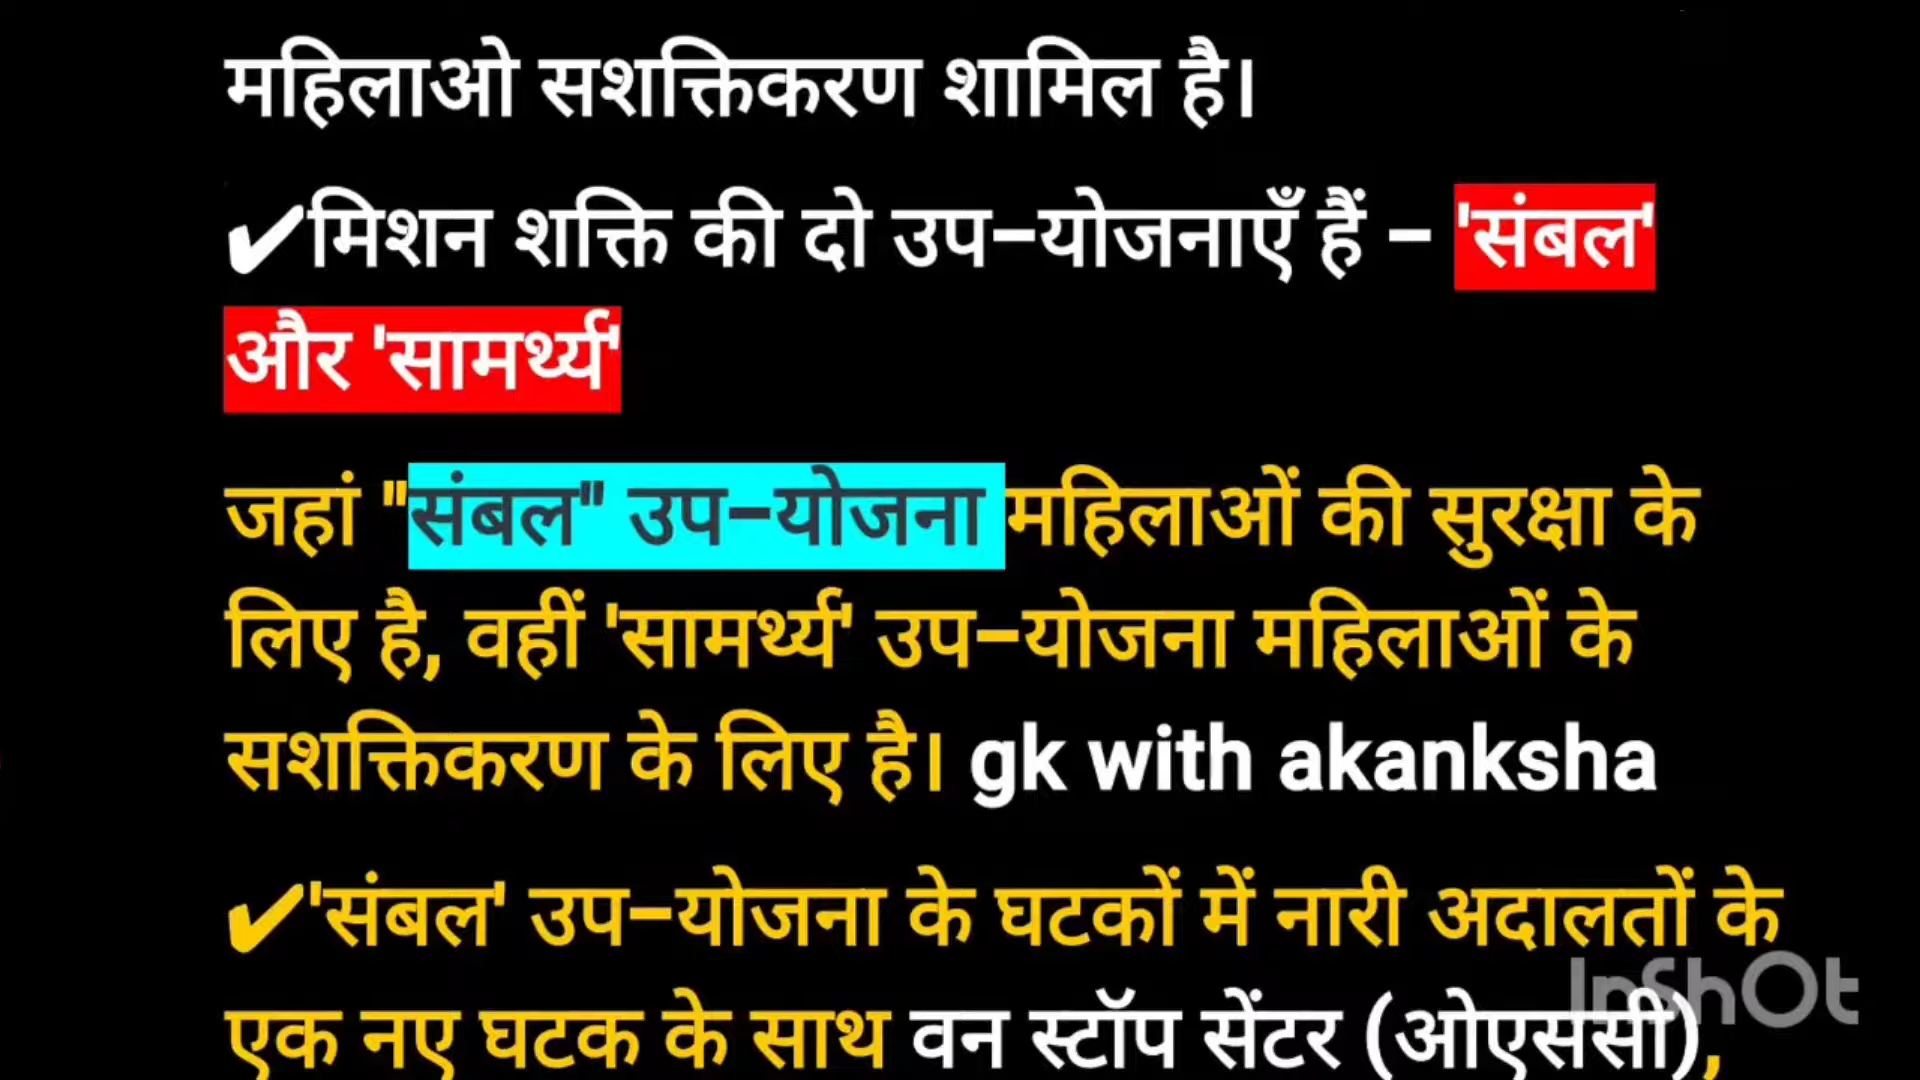 महिलाओ सशक्तिकरण शामिल है।
✔मिशन शक्ति की दो उप-योजनाएँ हैं - 'संबल'
और 'सामर्थ्य'
जहां "संबल" उप-योजना महिलाओं की सुरक्षा के
लिए है, वहीं 'सामर्थ्य' उप-योजना महिलाओं के
सशक्तिकरण के लिए है। gk with akanksha
✔'संबल' उप-योजना के घटकों में नारी अदालतों के
एक नए घटक के साथ वन स्टॉप सेंटर (ओएससी),
InShOt